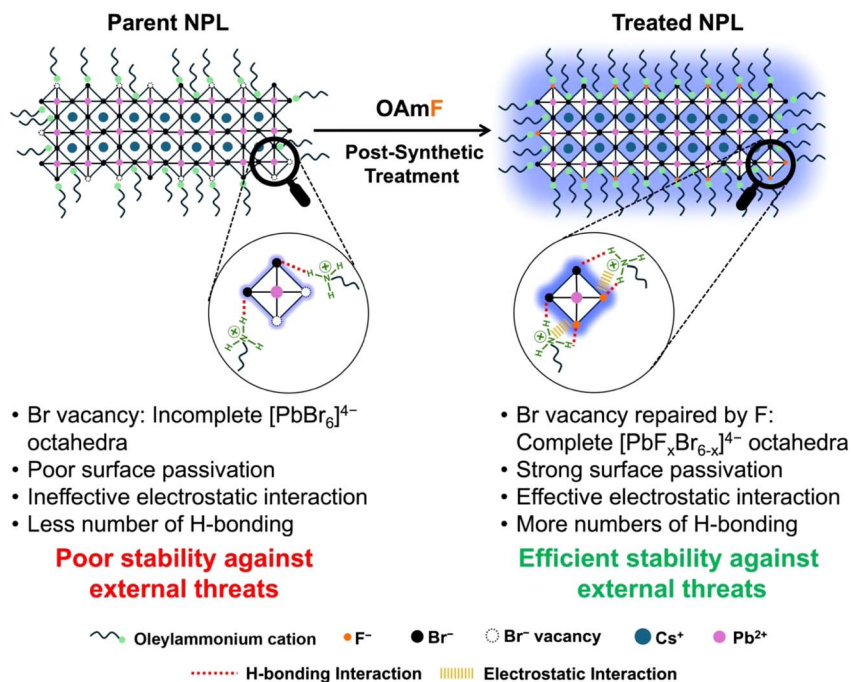 Parent NPL
Treated NPL
OAmF
Post-Synthetic
Treatment
H
H
N
H
⊕
H
H
N
H
⊕
H
H
N
H
⊕
H
H
N
H
⊕
• Br vacancy: Incomplete [PbBr₆]⁴⁻
octahedra
• Poor surface passivation
• Ineffective electrostatic interaction
• Less number of H-bonding
Poor stability against
external threats
• Br vacancy repaired by F:
Complete [PbFₓBr₆₋ₓ]⁴⁻ octahedra
• Strong surface passivation
• Effective electrostatic interaction
• More numbers of H-bonding
Efficient stability against
external threats
Oleylammonium cation
F⁻
Br⁻
Br⁻ vacancy
Cs⁺
Pb²⁺
H-bonding Interaction
Electrostatic Interaction